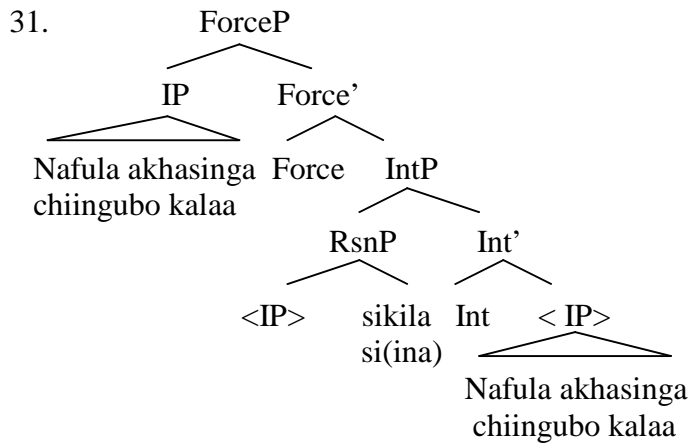 31. ForceP
IP Force’
Nafula akhasinga Force IntP
chiingubo kalaa
RsnP Int’
<IP> sikila Int < IP>
si(ina)
Nafula akhasinga
chiingubo kalaa